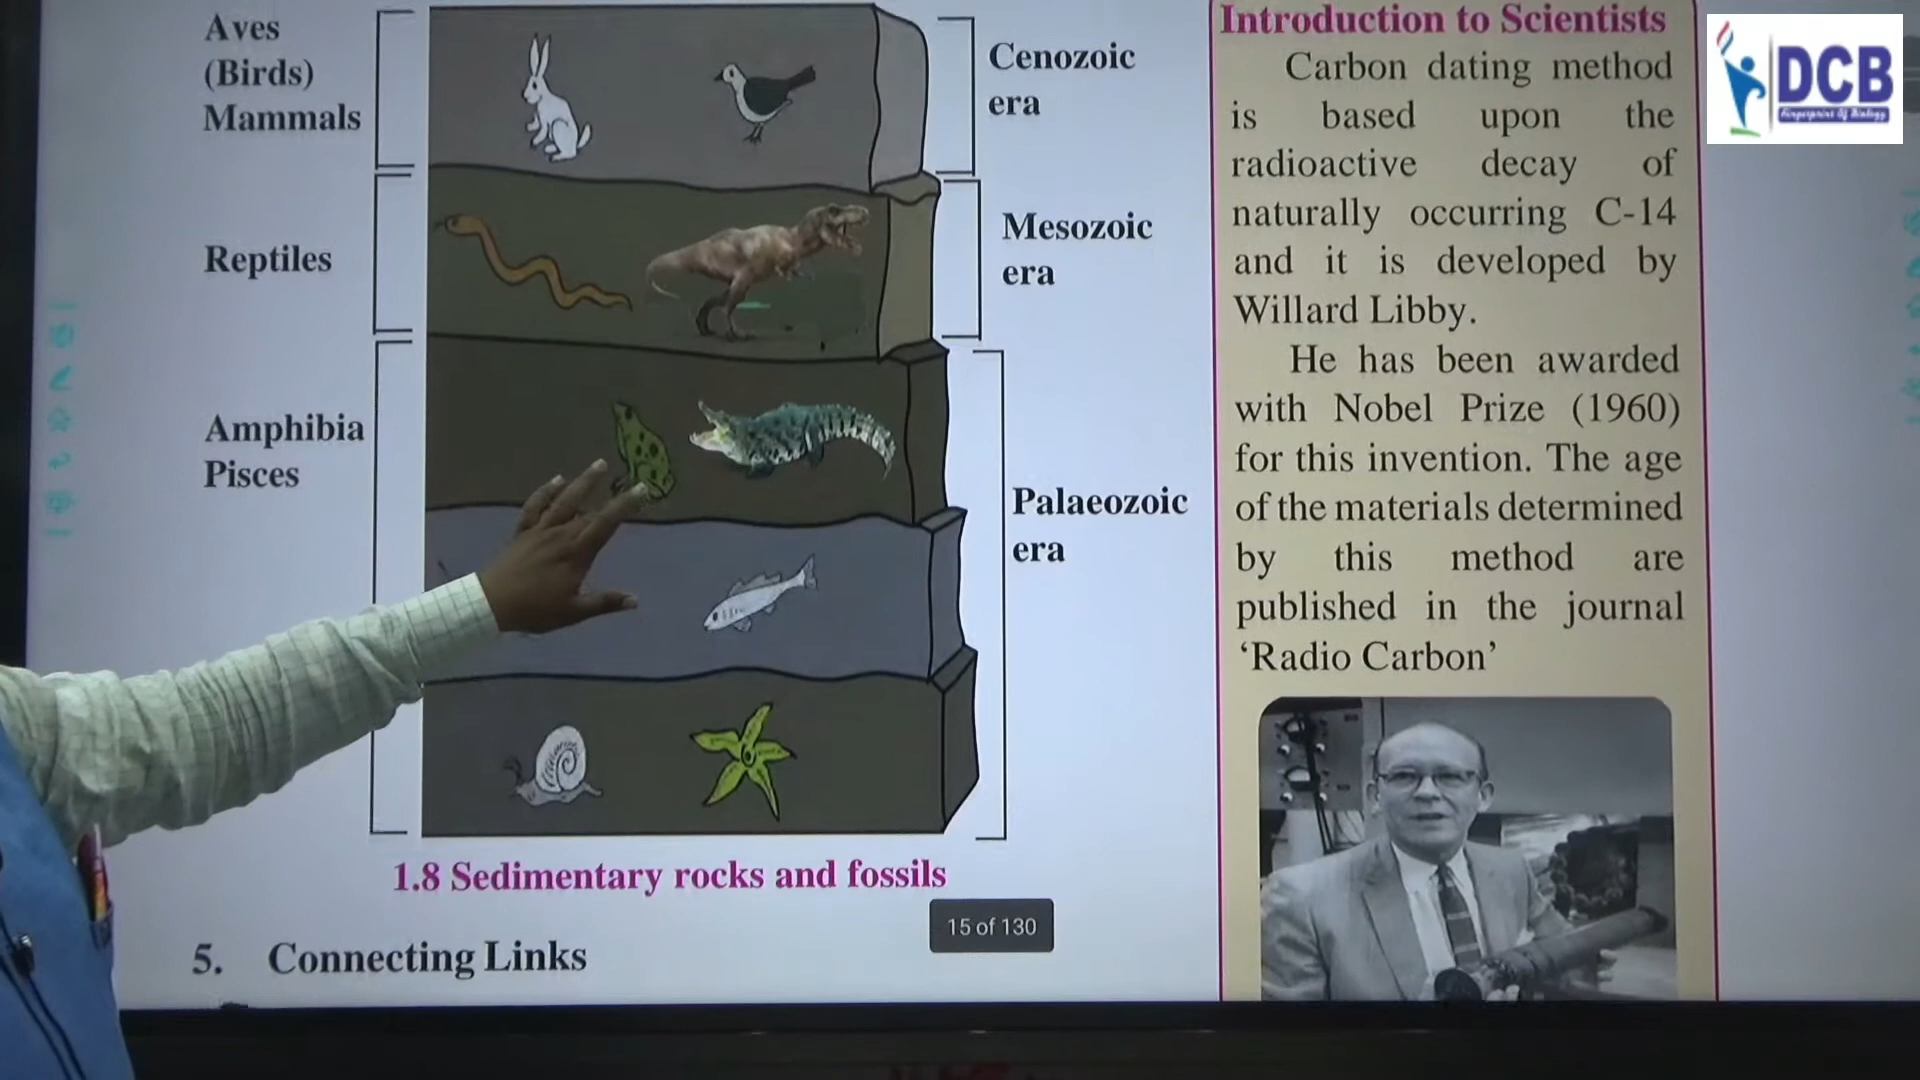 Aves
(Birds)
Mammals
Cenozoic
era
Reptiles
Mesozoic
era
Amphibia
Pisces
Palaeozoic
era
1.8 Sedimentary rocks and fossils
5. Connecting Links
15 of 130
Introduction to Scientists
Carbon dating method
is based upon the
radioactive decay of
naturally occurring C-14
and it is developed by
Willard Libby.
He has been awarded
with Nobel Prize (1960)
for this invention. The age
of the materials determined
by this method are
published in the journal
‘Radio Carbon’
DCB
Fingerprint Of Biology